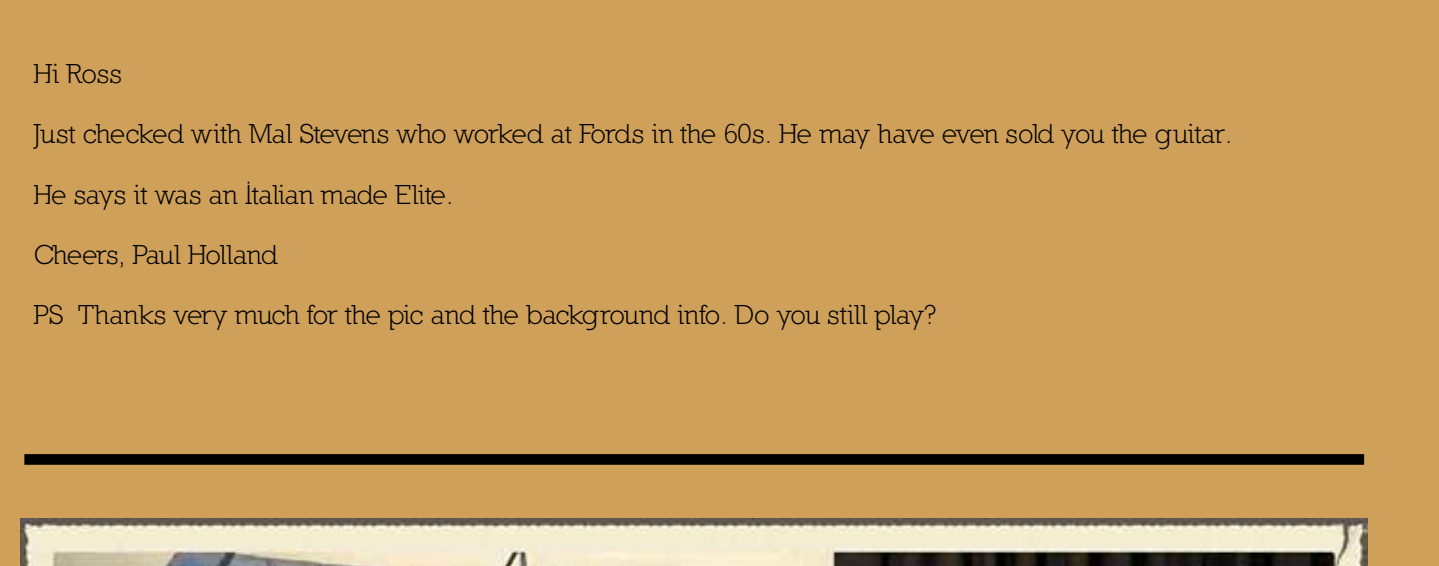 Hi Ross
Just checked with Mal Stevens who worked at Fords in the 60s. He may have even sold you the guitar.
He says it was an İtalian made Elite.
Cheers, Paul Holland
PS  Thanks very much for the pic and the background info. Do you still play?